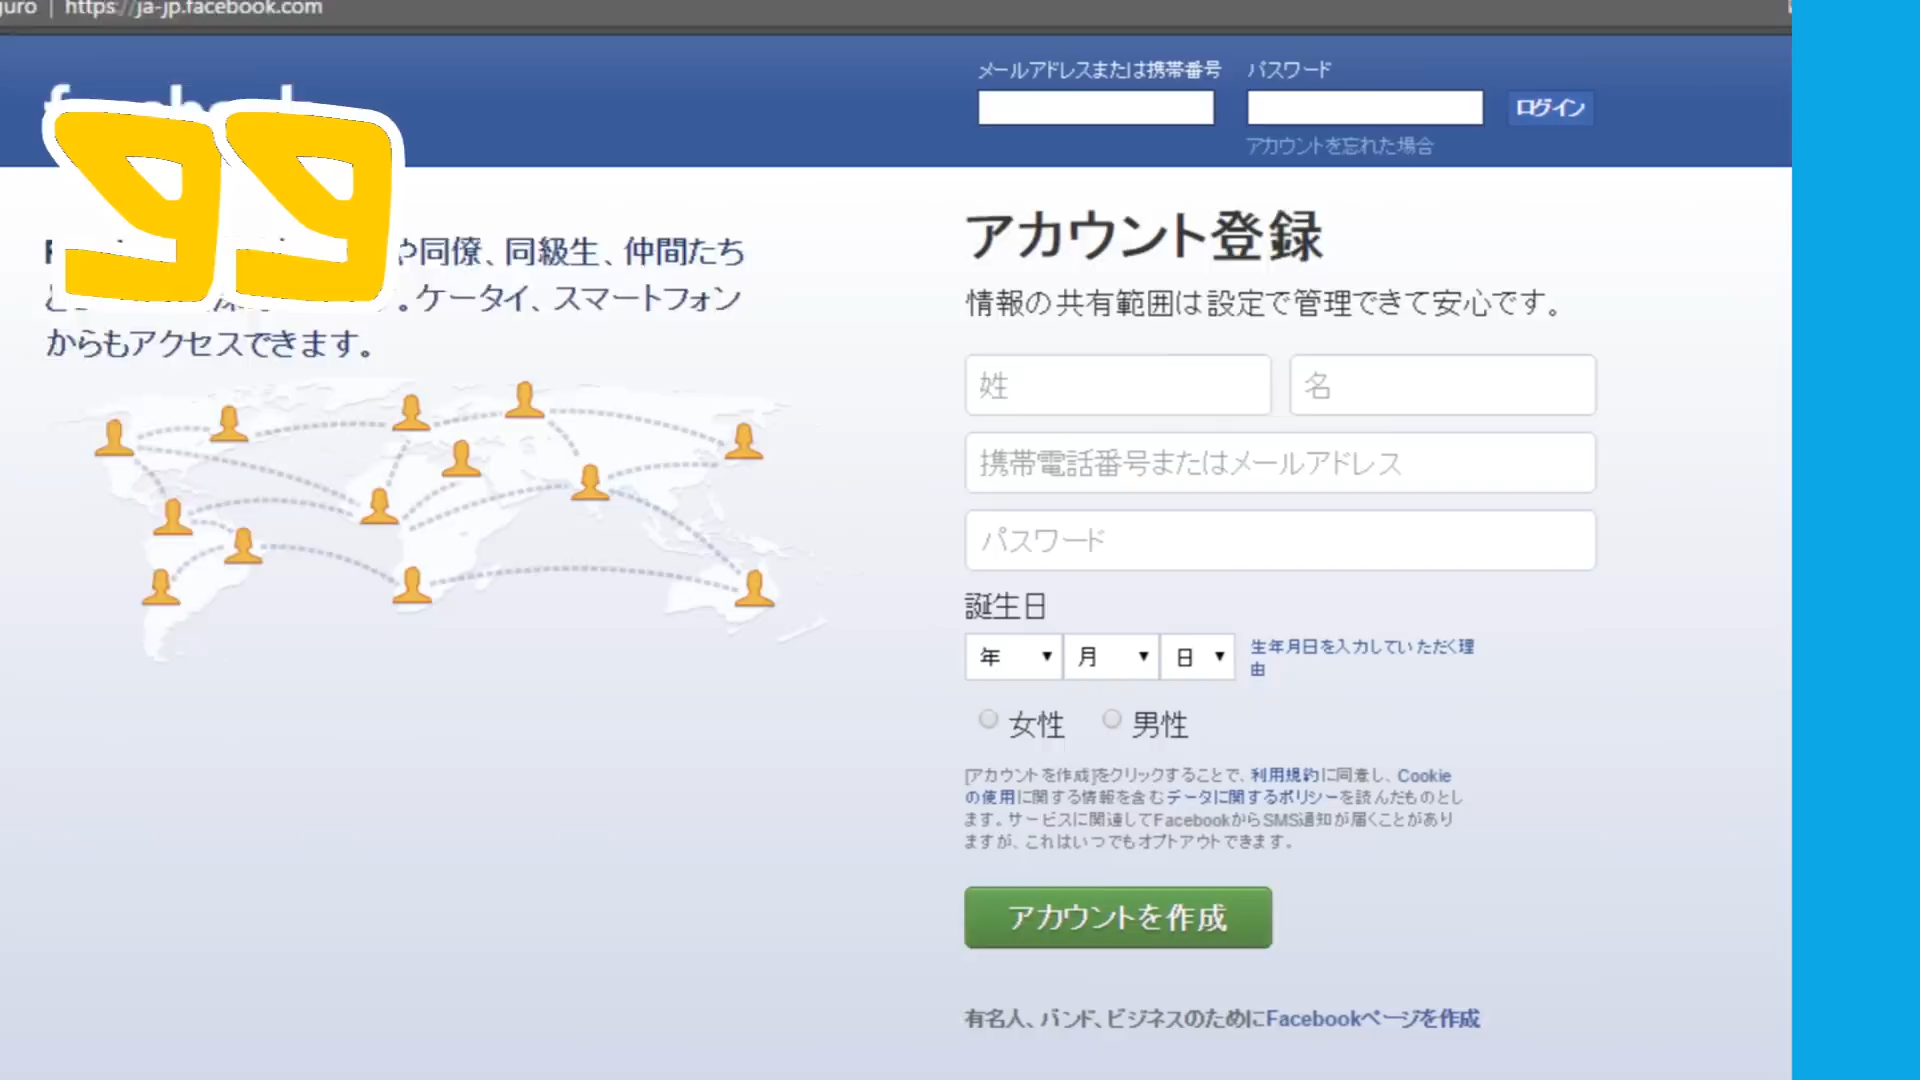 guro | https://ja-jp.facebook.com
メールアドレスまたは携帯番号 パスワード
ログイン
アカウントを忘れた場合
99
や同僚、同級生、仲間たち
。ケータイ、スマートフォン
からもアクセスできます。
アカウント登録
情報の共有範囲は設定で管理できて安心です。
姓 名
携帯電話番号またはメールアドレス
パスワード
誕生日
年 月 日
生年月日を入力していただく理
由
女性 男性
[アカウントを作成]をクリックすることで、利用規約に同意し、Cookie
の使用に関する情報を含むデータに関するポリシーを読んだものとし
ます。サービスに関連してFacebookからSMS通知が届くことがあり
ますが、これはいつでもオプトアウトできます。
アカウントを作成
有名人、バンド、ビジネスのためにFacebookページを作成